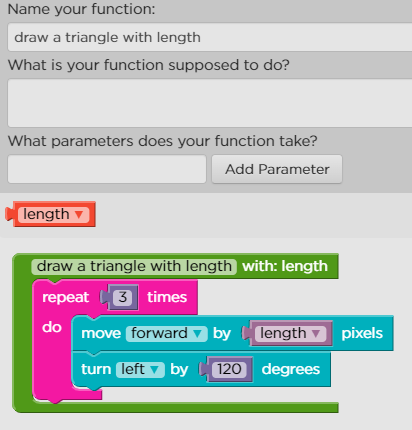 Name your function:
draw a triangle with length
What is your function supposed to do?
What parameters does your function take?
Add Parameter
length ▼
draw a triangle with length with: length
repeat 3 times
do move forward ▼ by length ▼ pixels
turn left ▼ by 120 degrees